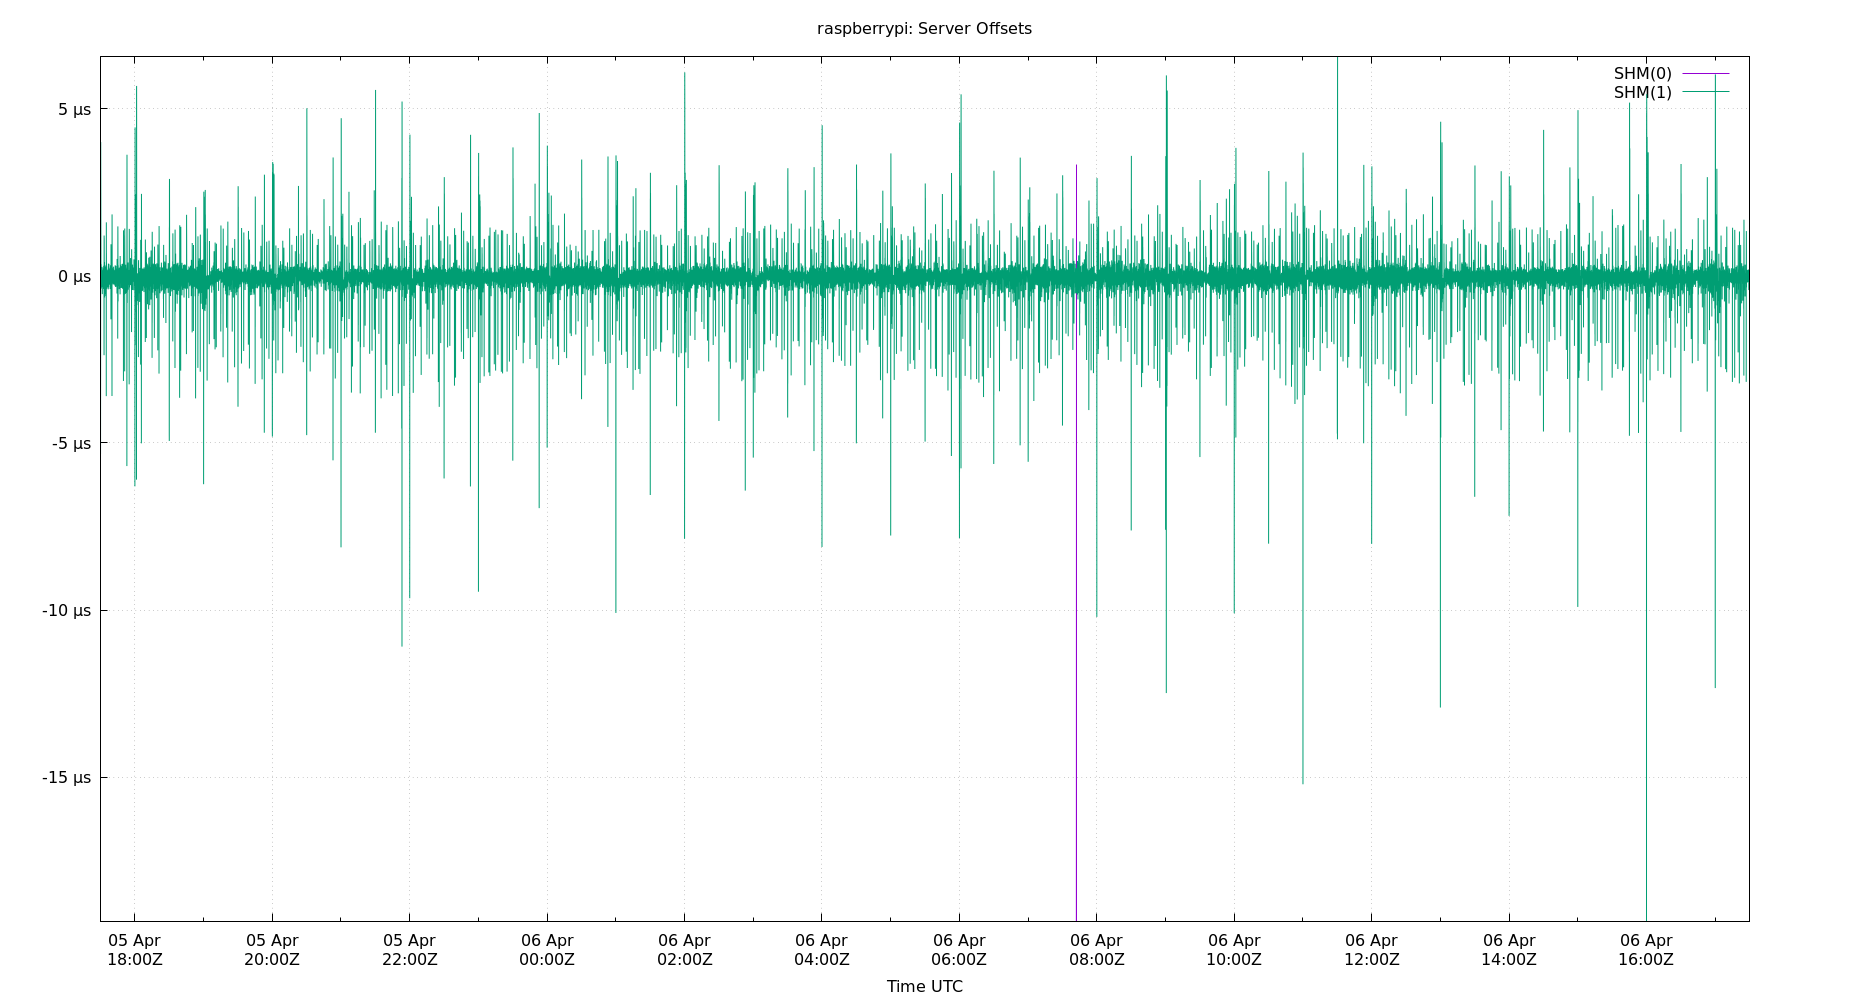 raspberrypi: Server Offsets
SHM(0)
SHM(1)
5 µs
0 µs
-5 µs
-10 µs
-15 µs
05 Apr 05 Apr 05 Apr 06 Apr 06 Apr 06 Apr 06 Apr 06 Apr 06 Apr 06 Apr 06 Apr 06 Apr
18:00Z 20:00Z 22:00Z 00:00Z 02:00Z 04:00Z 06:00Z 08:00Z 10:00Z 12:00Z 14:00Z 16:00Z
Time UTC